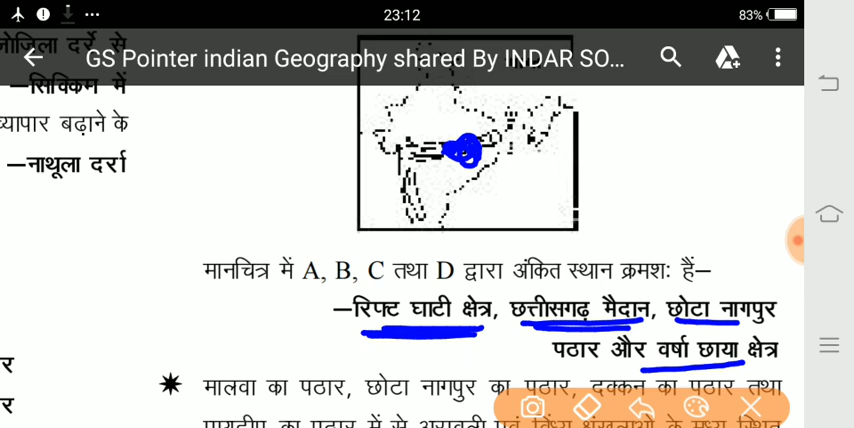 23:12
83%
GS Pointer indian Geography shared By INDAR SO...
नोजिला दर्रे से
—सिक्किम में
व्यापार बढ़ाने के
—नाथूला दर्रा
मानचित्र में A, B, C तथा D द्वारा अंकित स्थान क्रमशः हैं—
—रिफ्ट घाटी क्षेत्र, छत्तीसगढ़ मैदान, छोटा नागपुर
पठार और वर्षा छाया क्षेत्र
र
मालवा का पठार, छोटा नागपुर का पठार, दक्कन का पठार तथा
र